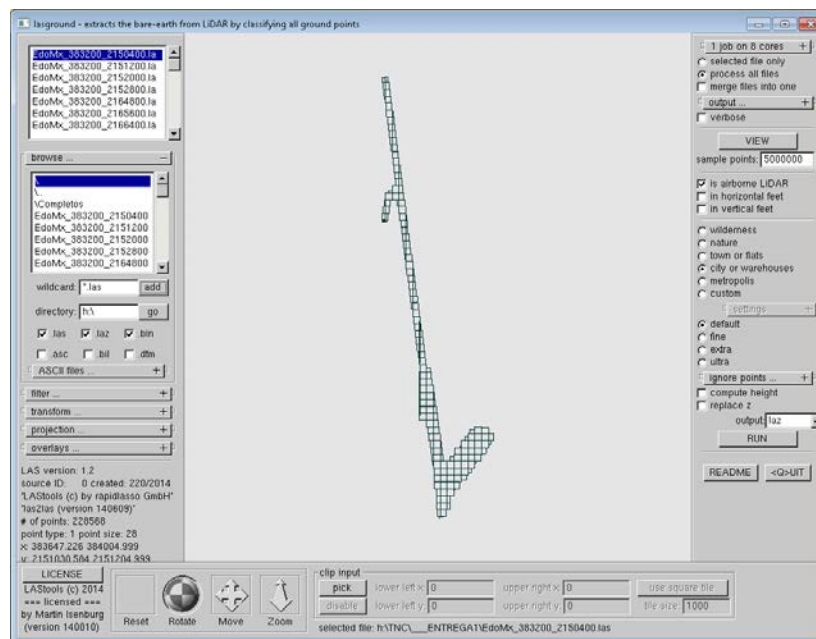 lasground - extracts the bare-earth from LiDAR by classifying all ground points
EdoMx_383200_2150400.la
EdoMx_383200_2151200.la
EdoMx_383200_2152000.la
EdoMx_383200_2152800.la
EdoMx_383200_2164800.la
EdoMx_383200_2165600.la
EdoMx_383200_2166400.la
browse ...
\Completos
EdoMx_383200_2150400
EdoMx_383200_2151200
EdoMx_383200_2152000
EdoMx_383200_2152800
EdoMx_383200_2164800
wildcard: *.las add
directory: h:\ go
.las .laz .bin
.asc .bil .dtm
ASCII files ... +
filter ... +
transform ... +
projection ... +
overlays ... +
LAS version: 1.2
source ID: 0 created: 220/2014
"LAStools (c) by rapidlasso GmbH"
"las2las (version 140609)"
# of points: 228568
point type: 1 point size: 28
x: 383647.226 384004.999
y: 2151030.584 2151204.999
LICENSE
LAStools (c) 2014
=== licensed ===
by Martin Isenburg
(version 140810)
Reset Rotate Move Zoom
clip input
pick lower left x: 0 upper right x: 0 use square tile
disable lower left y: 0 upper right y: 0 tile size: 1000
selected file: h:\TNC\___ENTREGA1\EdoMx_383200_2150400.las
1 job on 8 cores +
selected file only
process all files
merge files into one
output ... +
verbose
VIEW
sample points: 5000000
is airborne LiDAR
in horizontal feet
in vertical feet
wilderness
nature
town or flats
city or warehouses
metropolis
custom
settings +
default
fine
extra
ultra
ignore points ... +
compute height
replace z
output: laz
RUN
README <Q>UIT